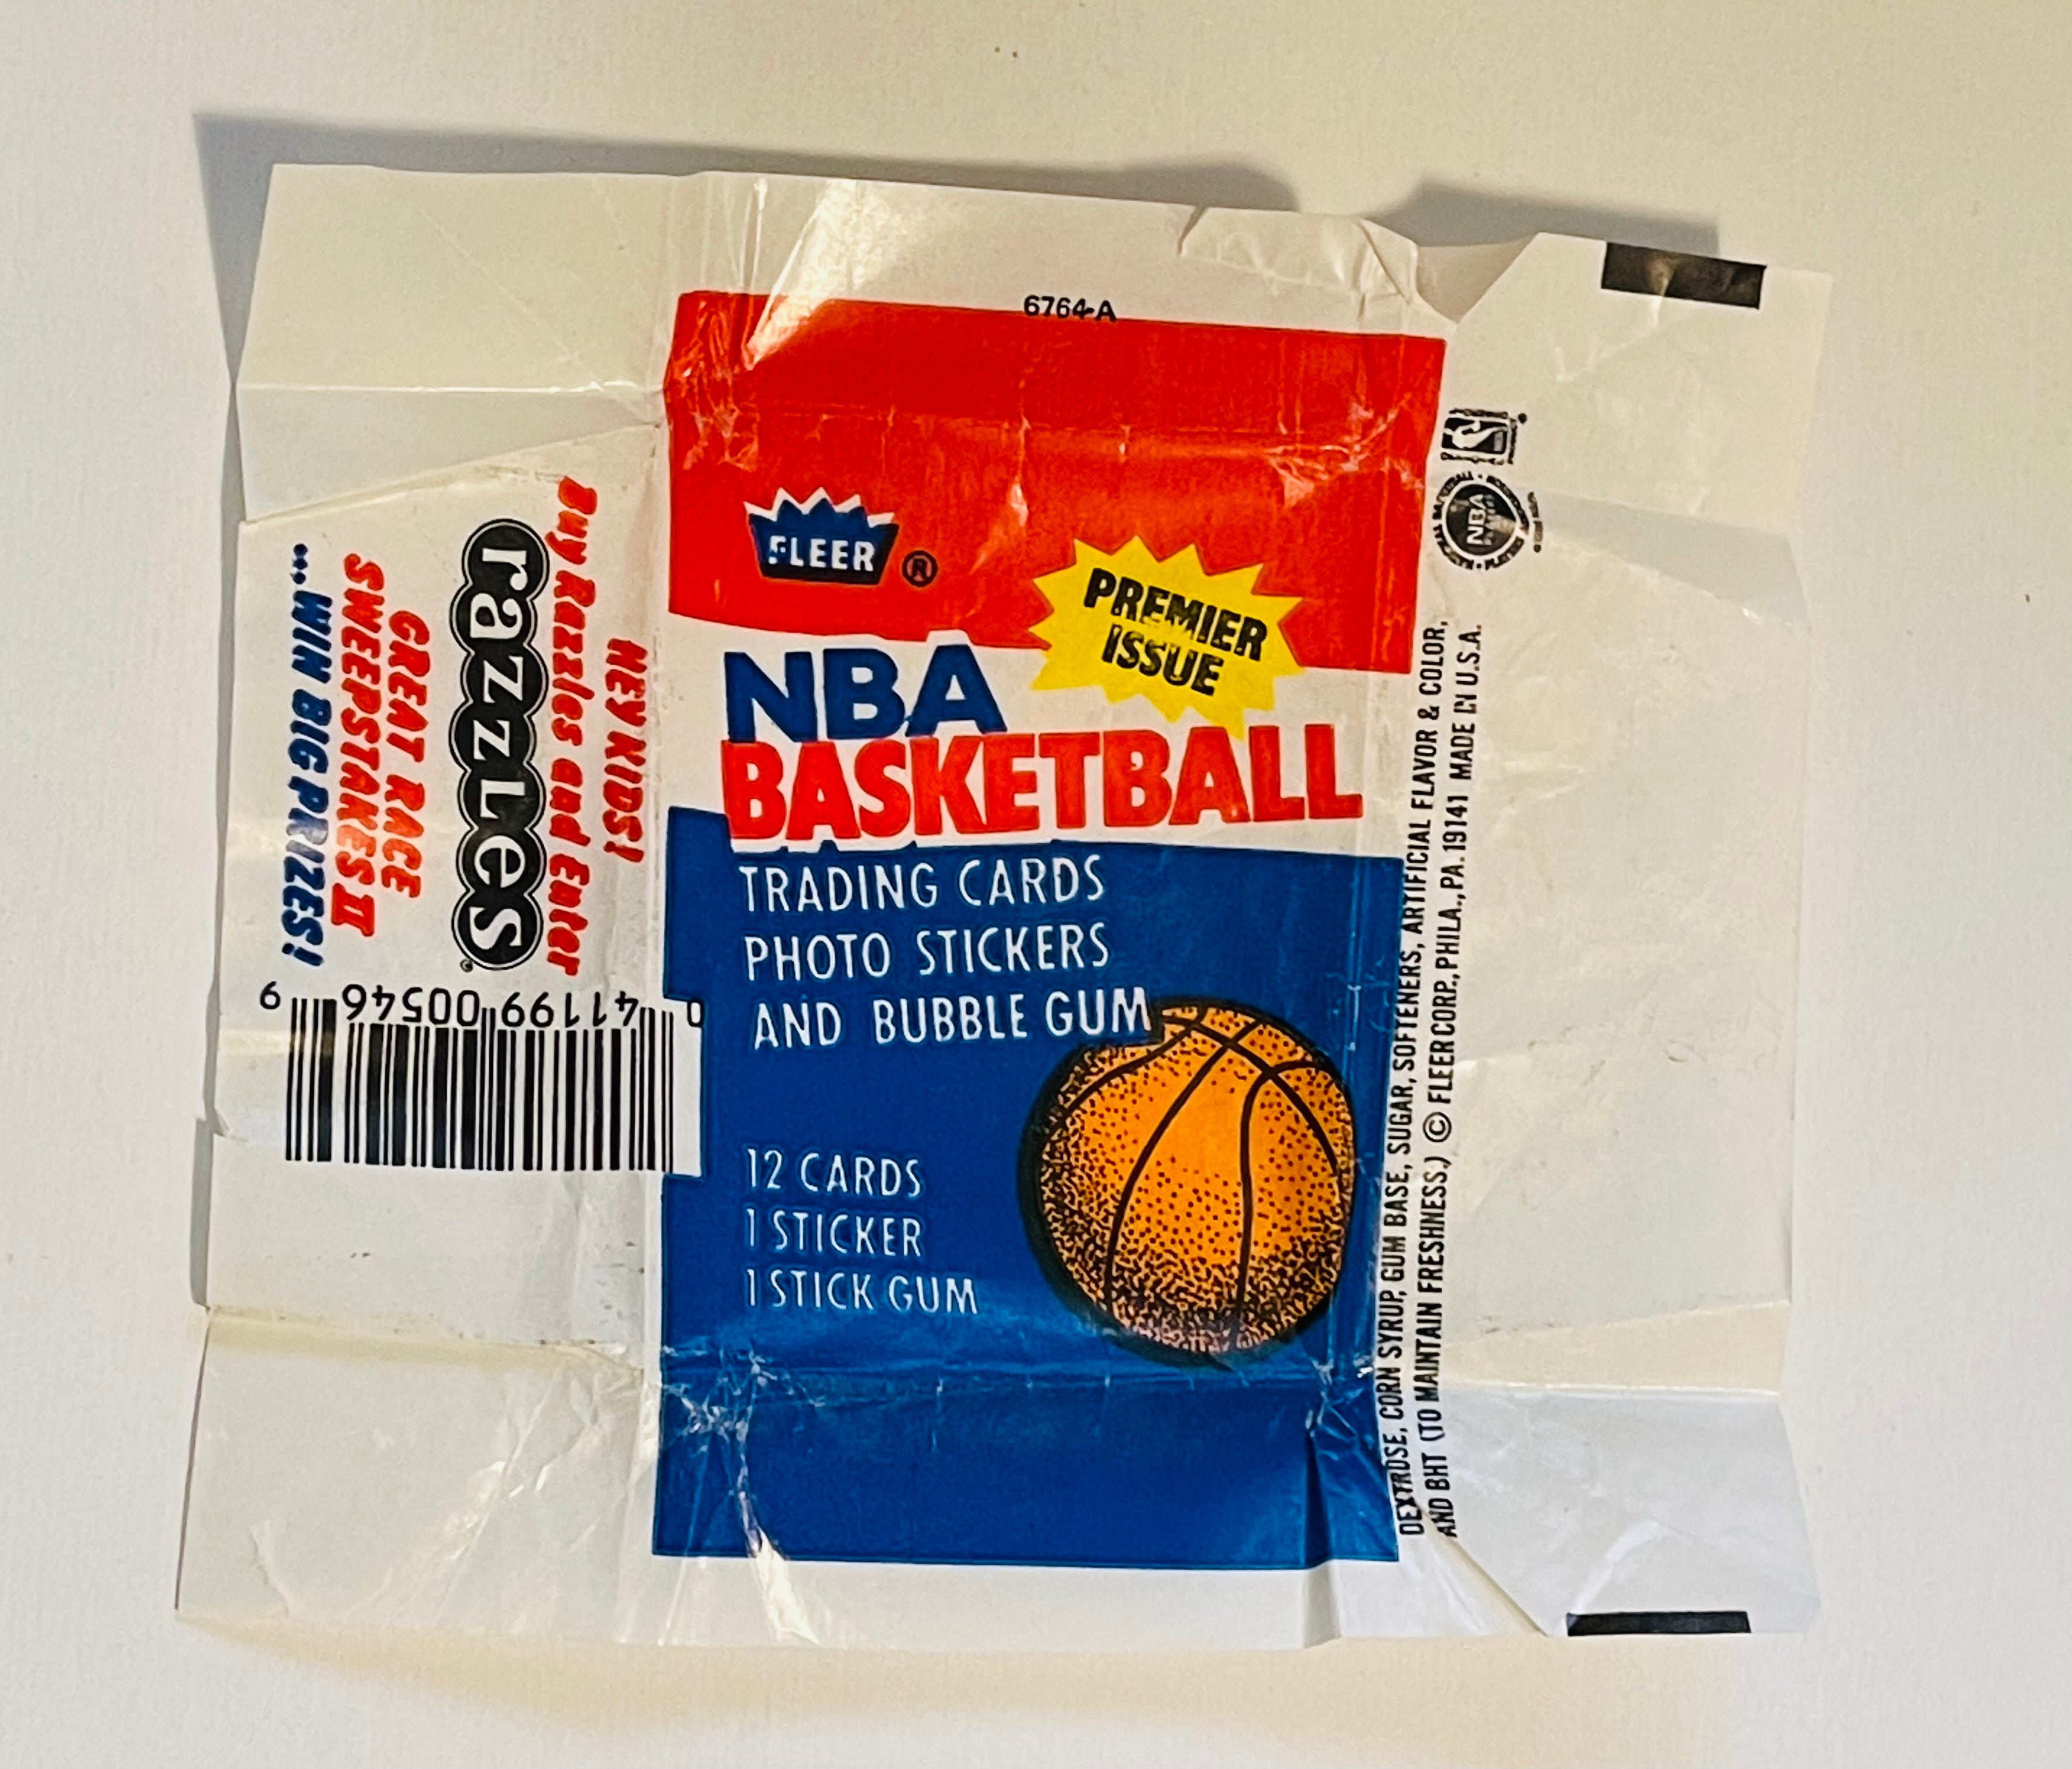 6764-A
FLEER ®
PREMIER
ISSUE
NBA
BASKETBALL
TRADING CARDS
PHOTO STICKERS
AND BUBBLE GUM
12 CARDS
1 STICKER
1 STICK GUM
HEY KIDS!
Buy Razzles and Enter
razzLes
GREAT RACE
SWEEPSTAKES II
...WIN BIG PRIZES!
0 41199 00546 9
NBA
DEXTROSE, CORN SYRUP, GUM BASE, SUGAR, SOFTENERS, ARTIFICIAL FLAVOR & COLOR,
AND BHT (TO MAINTAIN FRESHNESS.) © FLEER CORP., PHILA., PA. 19141 MADE IN U.S.A.